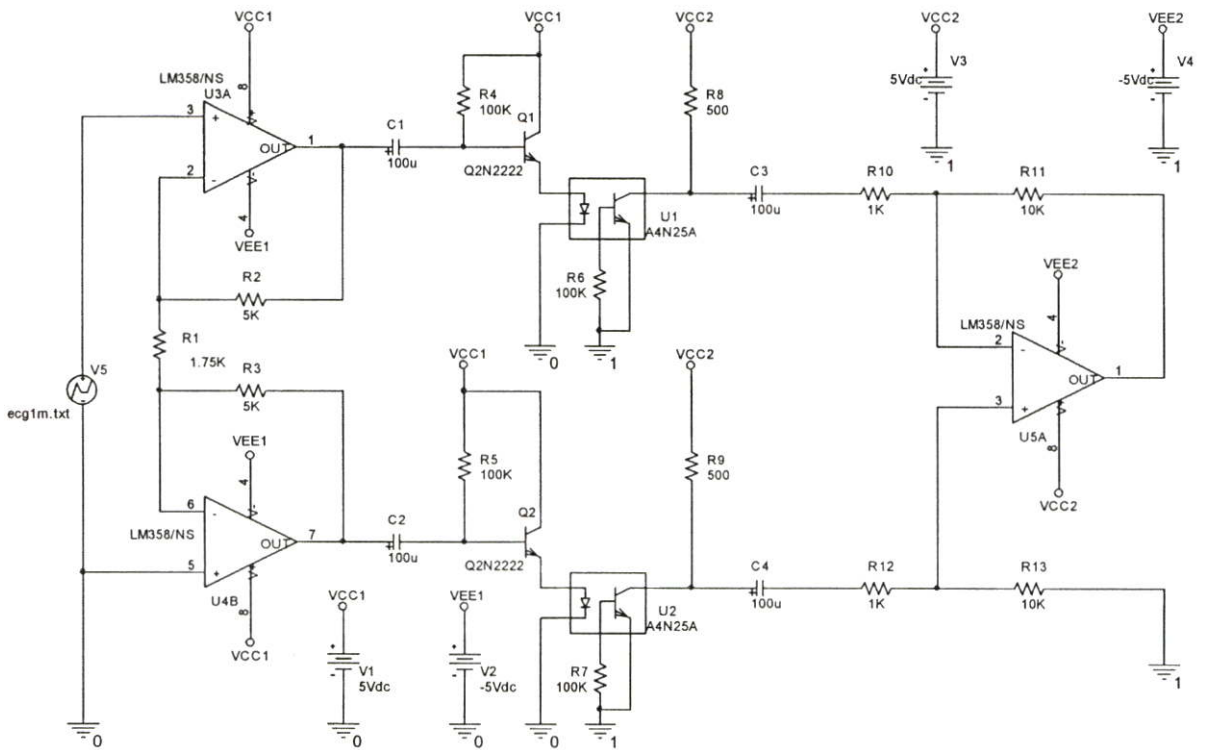 VCC1
VCC1
VCC2
VCC2
VEE2
LM358/NS
U3A
8
V+
3
+
OUT
1
2
-
V-
4
VEE1
C1
+
100u
R4
100K
Q1
Q2N2222
R8
500
+
5Vdc
-
V3
1
+
-5Vdc
-
V4
1
U1
A4N25A
R6
100K
0
1
C3
+
100u
R10
1K
R11
10K
R2
5K
R1
1.75K
R3
5K
V5
+
-
ecg1m.txt
VEE2
4
V-
LM358/NS
2
-
OUT
1
3
+
U5A
V+
8
VCC2
VEE1
4
V-
6
-
LM358/NS
OUT
7
5
+
U4B
V+
8
VCC1
C2
+
100u
VCC1
R5
100K
Q2
Q2N2222
VCC2
R9
500
U2
A4N25A
R7
100K
C4
+
100u
R12
1K
R13
10K
1
VCC1
+
-
V1
5Vdc
VEE1
+
-
V2
-5Vdc
0
0
0
0
1